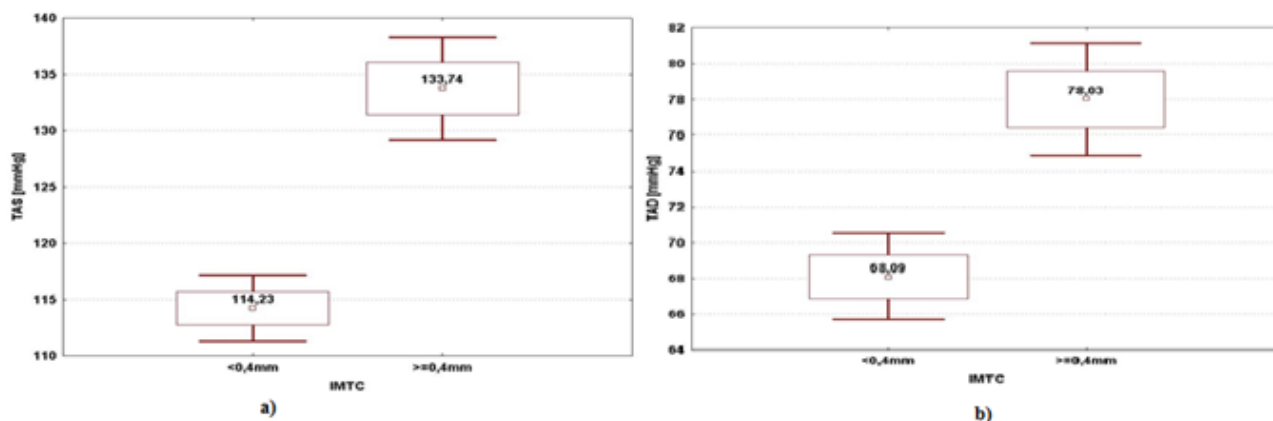 TAS [mmHg]
140
135
130
125
120
115
110
133,74
114,23
<0,4mm
>=0,4mm
IMTC
a)
TAD [mmHg]
82
80
78
76
74
72
70
68
66
64
78,03
68,09
<0,4mm
>=0,4mm
IMTC
b)